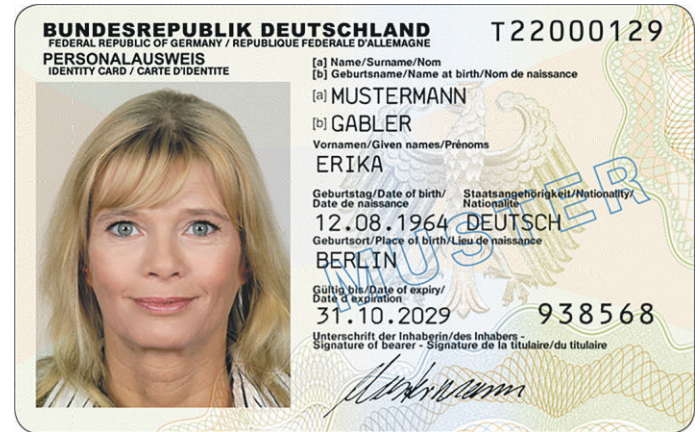 BUNDESREPUBLIK DEUTSCHLAND
FEDERAL REPUBLIC OF GERMANY / REPUBLIQUE FEDERALE D'ALLEMAGNE
PERSONALAUSWEIS
IDENTITY CARD / CARTE D'IDENTITE
T22000129
[a] Name/Surname/Nom
[b] Geburtsname/Name at birth/Nom de naissance
[a] MUSTERMANN
[b] GABLER
Vornamen/Given names/Prénoms
ERIKA
Geburtstag/Date of birth/ Staatsangehörigkeit/Nationality/
Date de naissance Nationalité
12.08.1964 DEUTSCH
Geburtsort/Place of birth/Lieu de naissance
BERLIN
Gültig bis/Date of expiry/
Date d'expiration
31.10.2029 938568
Unterschrift der Inhaberin/des Inhabers -
Signature of bearer - Signature de la titulaire/du titulaire
Mustermann
MUSTER